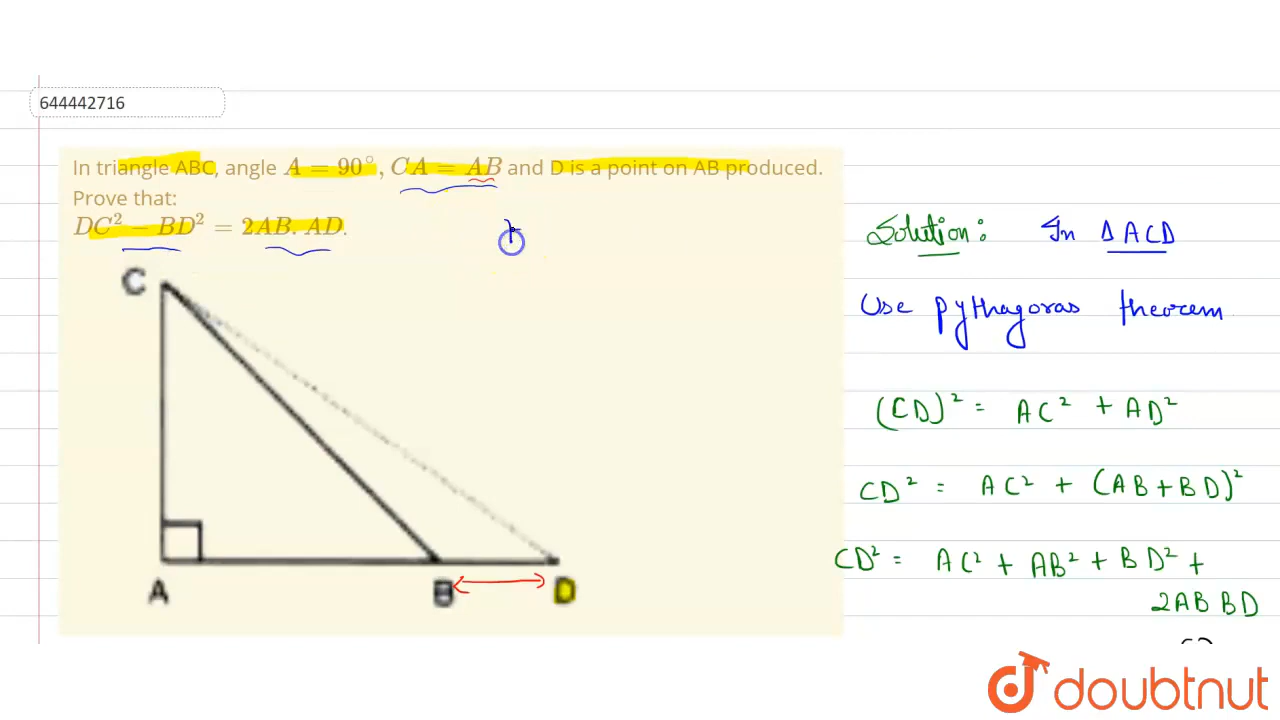 644442716
In triangle ABC, angle A = 90°, CA = AB and D is a point on AB produced.
Prove that:
DC² − BD² = 2AB. AD.
C
A
B
D
Solution: In Δ ACD
Use pythagoras theorem
(CD)² = AC² + AD²
CD² = AC² + (AB+BD)²
CD² = AC² + AB² + BD² +
2AB BD
doubtnut